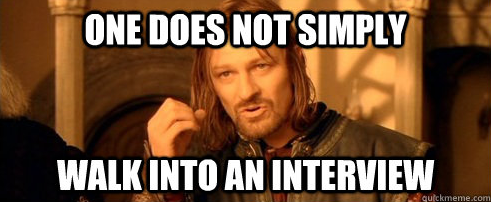 ONE DOES NOT SIMPLY
WALK INTO AN INTERVIEW
quickmeme.com